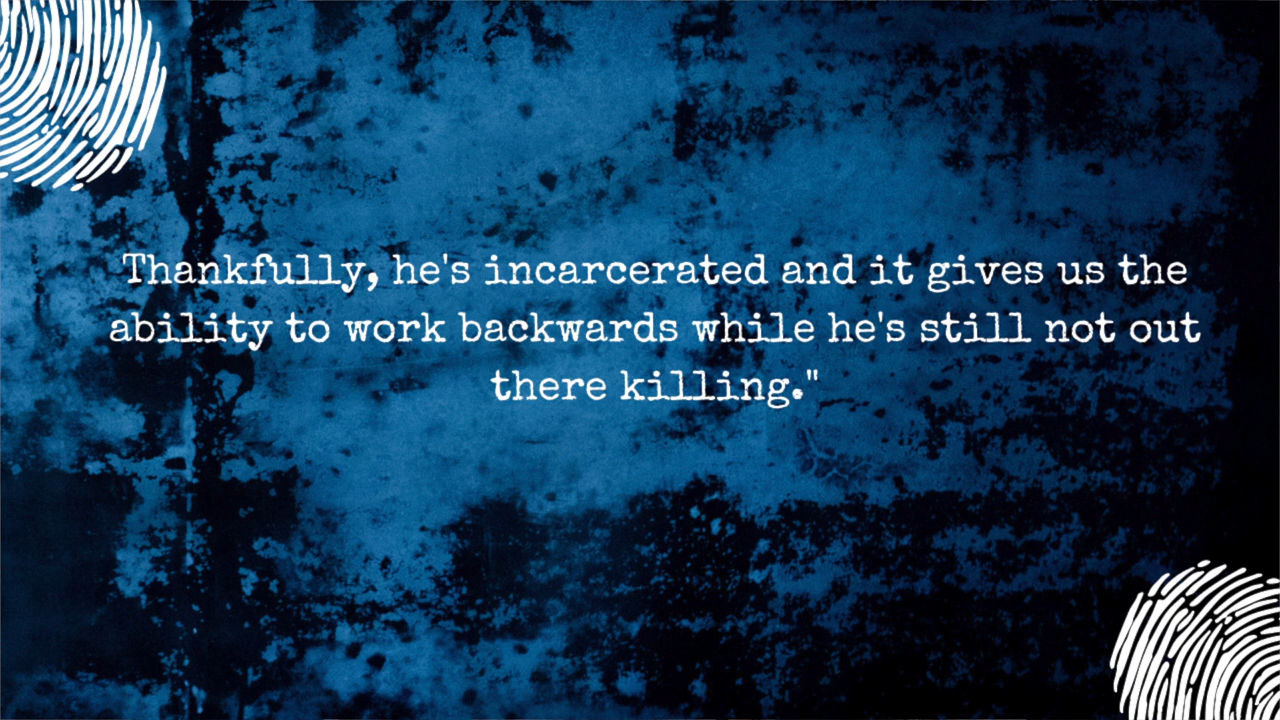 Thankfully, he's incarcerated and it gives us the
ability to work backwards while he's still not out
there killing."